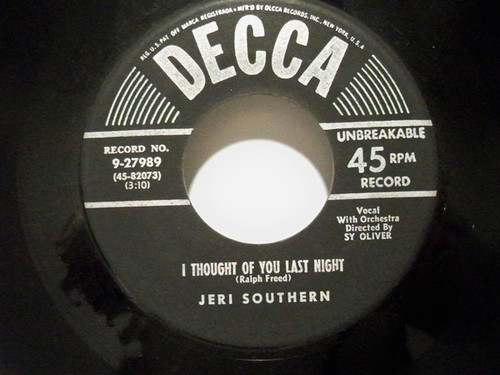 REG. U.S. PAT OFF MARCA REGISTRADA • MF'R'D BY DECCA RECORDS, INC., NEW YORK, U.S.A
DECCA
RECORD NO.
9-27989
(45-82073)
(3:10)
UNBREAKABLE
45 RPM
RECORD
Vocal
With Orchestra
Directed By
SY OLIVER
I THOUGHT OF YOU LAST NIGHT
(Ralph Freed)
JERI SOUTHERN